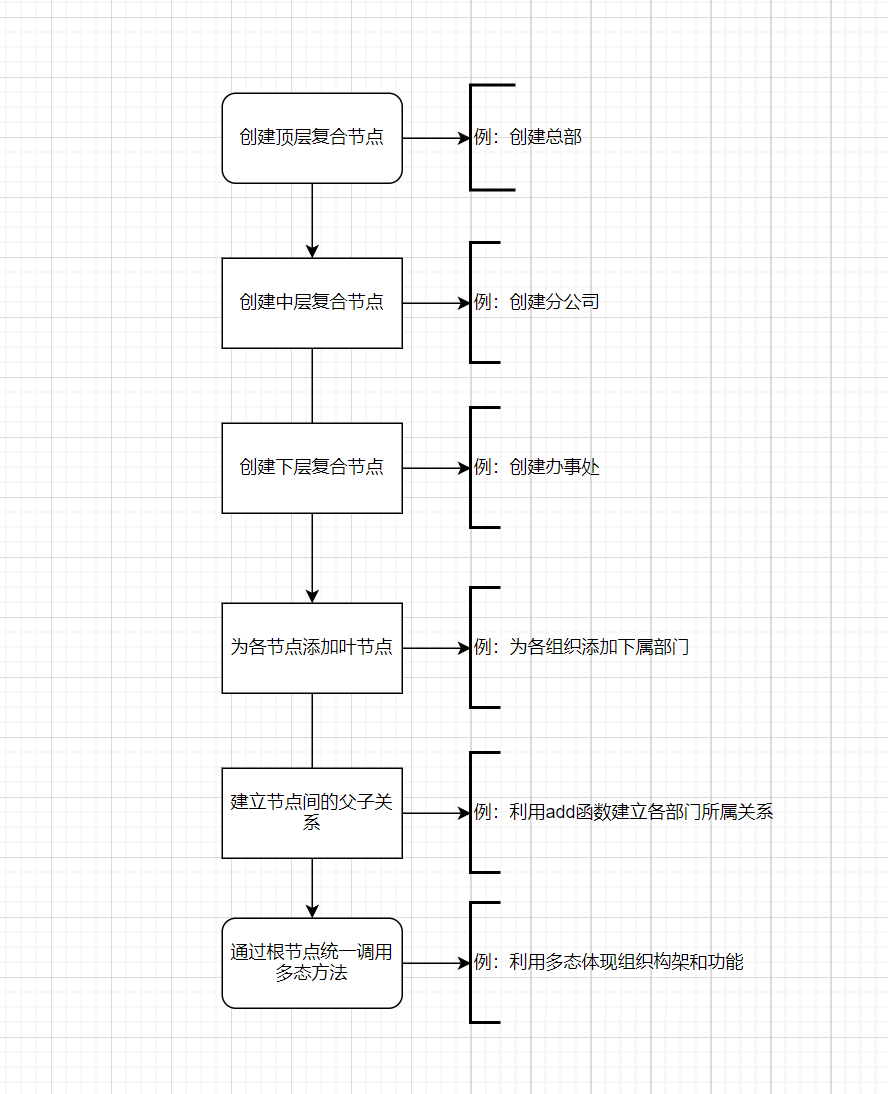 创建顶层复合节点
例：创建总部
创建中层复合节点
例：创建分公司
创建下层复合节点
例：创建办事处
为各节点添加叶节点
例：为各组织添加下属部门
建立节点间的父子关
系
例：利用add函数建立各部门所属关系
通过根节点统一调用
多态方法
例：利用多态体现组织构架和功能